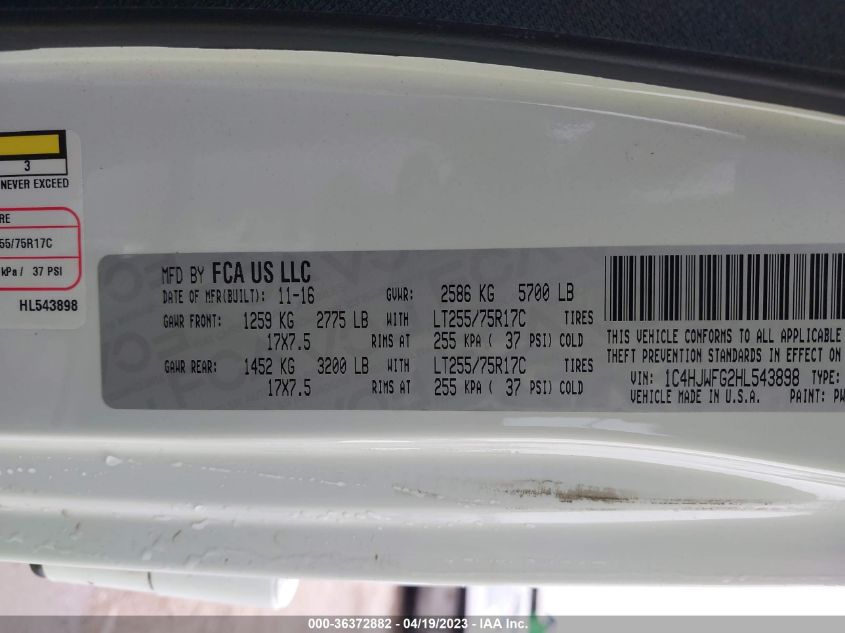 3
NEVER EXCEED
RE
55/75R17C
kPa / 37 PSI
HL543898
MFD BY FCA US LLC
DATE OF MFR(BUILT): 11-16 GVWR: 2586 KG 5700 LB
GAWR FRONT: 1259 KG 2775 LB WITH LT255/75R17C TIRES
17X7.5 RIMS AT 255 KPA ( 37 PSI) COLD
GAWR REAR: 1452 KG 3200 LB WITH LT255/75R17C TIRES
17X7.5 RIMS AT 255 KPA ( 37 PSI) COLD
THIS VEHICLE CONFORMS TO ALL APPLICABLE
THEFT PREVENTION STANDARDS IN EFFECT ON
VIN: 1C4HJWFG2HL543898 TYPE:
VEHICLE MADE IN U.S.A. PAINT: PW
000-36372882 - 04/19/2023 - IAA Inc.